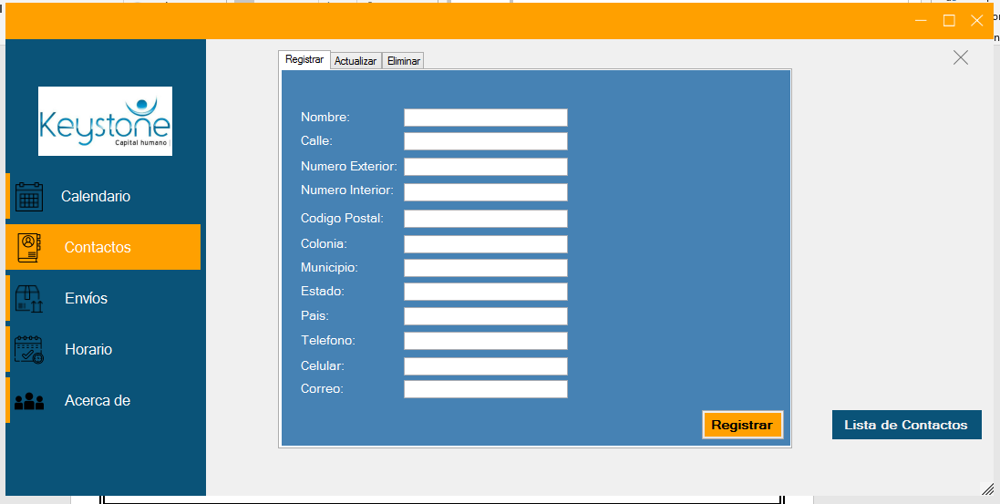 Keystone
Capital humano
Calendario
Contactos
Envíos
Horario
Acerca de
Registrar Actualizar Eliminar
Nombre:
Calle:
Numero Exterior:
Numero Interior:
Codigo Postal:
Colonia:
Municipio:
Estado:
Pais:
Telefono:
Celular:
Correo:
Registrar
Lista de Contactos